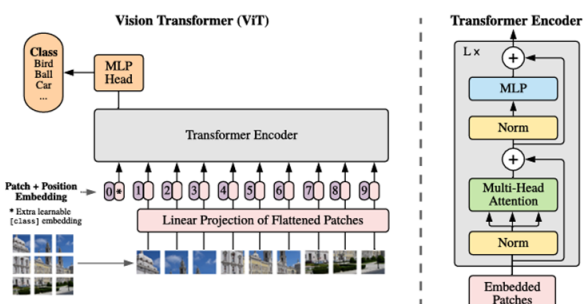 Vision Transformer (ViT)
Class
Bird
Ball
Car
...
MLP
Head
Transformer Encoder
Patch + Position
Embedding
0 * 1 2 3 4 5 6 7 8 9
* Extra learnable
[class] embedding
Linear Projection of Flattened Patches
Transformer Encoder
L ×
+
MLP
Norm
+
Multi-Head
Attention
Norm
Embedded
Patches